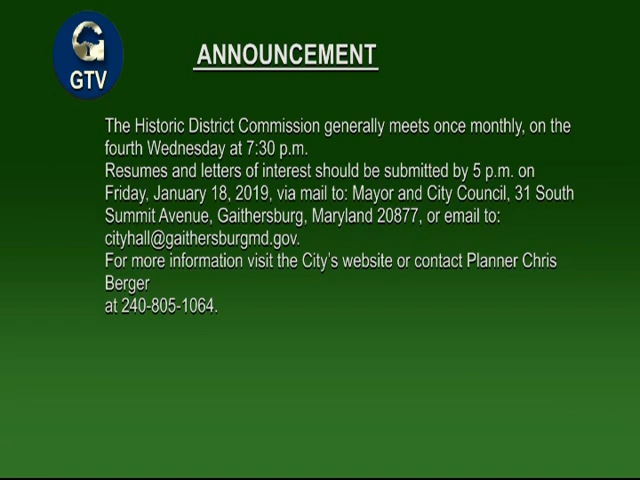 G
GTV
ANNOUNCEMENT
The Historic District Commission generally meets once monthly, on the
fourth Wednesday at 7:30 p.m.
Resumes and letters of interest should be submitted by 5 p.m. on
Friday, January 18, 2019, via mail to: Mayor and City Council, 31 South
Summit Avenue, Gaithersburg, Maryland 20877, or email to:
cityhall@gaithersburgmd.gov.
For more information visit the City's website or contact Planner Chris
Berger
at 240-805-1064.